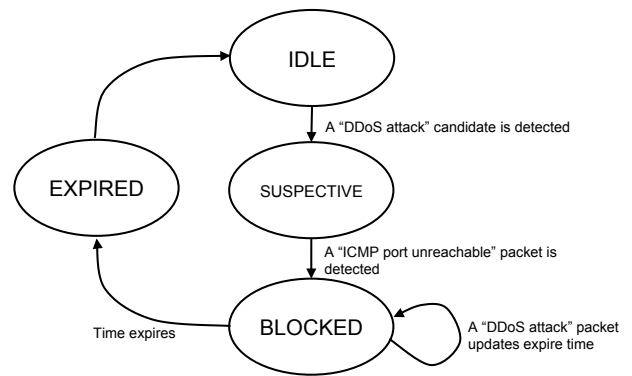 IDLE
A “DDoS attack” candidate is detected
EXPIRED
SUSPECTIVE
A “ICMP port unreachable” packet is
detected
Time expires
BLOCKED
A “DDoS attack” packet
updates expire time